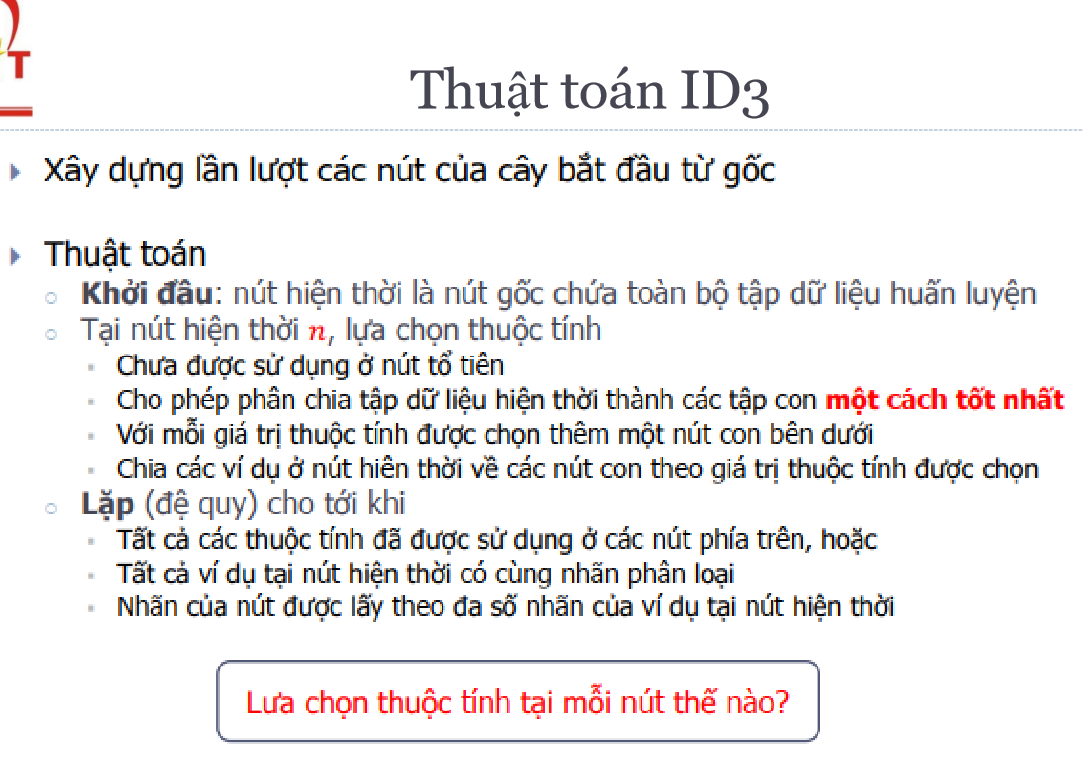 T
Thuật toán ID3
Xây dựng lần lượt các nút của cây bắt đầu từ gốc
Thuật toán
Khởi đầu: nút hiện thời là nút gốc chứa toàn bộ tập dữ liệu huấn luyện
Tại nút hiện thời n, lựa chọn thuộc tính
Chưa được sử dụng ở nút tổ tiên
Cho phép phân chia tập dữ liệu hiện thời thành các tập con một cách tốt nhất
Với mỗi giá trị thuộc tính được chọn thêm một nút con bên dưới
Chia các ví dụ ở nút hiên thời về các nút con theo giá trị thuộc tính được chọn
Lặp (đệ quy) cho tới khi
Tất cả các thuộc tính đã được sử dụng ở các nút phía trên, hoặc
Tất cả ví dụ tại nút hiện thời có cùng nhãn phân loại
Nhãn của nút được lấy theo đa số nhãn của ví dụ tại nút hiện thời
Lưa chọn thuộc tính tại mỗi nút thế nào?